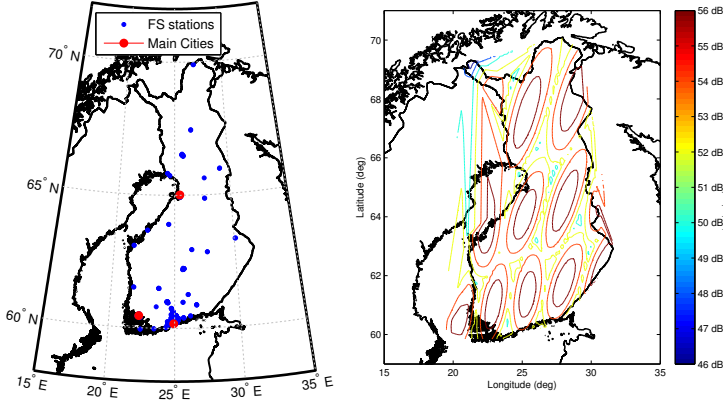 FS stations
Main Cities
70° N
65° N
60° N
15° E
20° E
25° E
30° E
35° E
Latitude (deg)
70
68
66
64
62
60
15
20
25
30
35
Longitude (deg)
56 dB
55 dB
54 dB
53 dB
52 dB
51 dB
50 dB
49 dB
48 dB
47 dB
46 dB